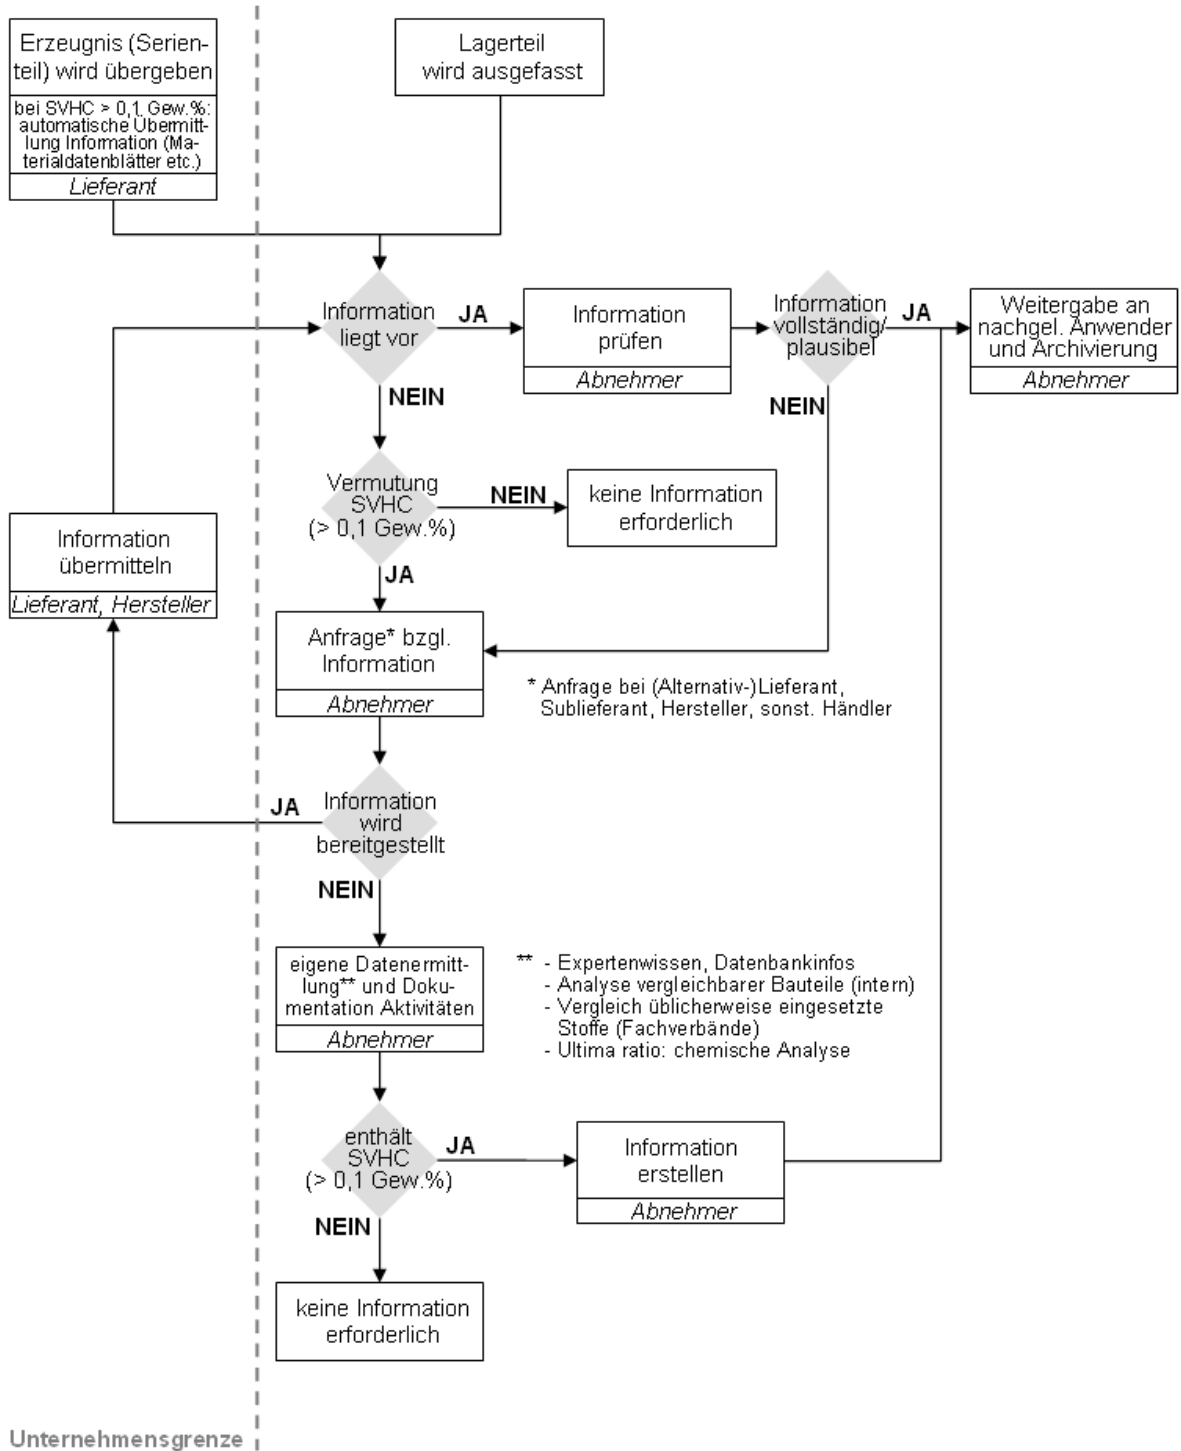 Erzeugnis (Serien-
teil) wird übergeben
bei SVHC > 0,1 Gew.%:
automatische Übermitt-
lung Information (Ma-
terialdatenblätter etc.)
Lieferant
Lagerteil
wird ausgefasst
Information
liegt vor
JA
Information
prüfen
Abnehmer
Information
vollständig/
plausibel
JA
Weitergabe an
nachgel. Anwender
und Archivierung
Abnehmer
NEIN
NEIN
Vermutung
SVHC
(> 0,1 Gew.%)
NEIN
keine Information
erforderlich
JA
Information
übermitteln
Lieferant, Hersteller
Anfrage* bzgl.
Information
Abnehmer
* Anfrage bei (Alternativ-)Lieferant,
Sublieferant, Hersteller, sonst. Händler
JA
Information
wird
bereitgestellt
NEIN
eigene Datenermitt-
lung** und Doku-
mentation Aktivitäten
Abnehmer
** - Expertenwissen, Datenbankinfos
- Analyse vergleichbarer Bauteile (intern)
- Vergleich üblicherweise eingesetzte
Stoffe (Fachverbände)
- Ultima ratio: chemische Analyse
enthält
SVHC
(> 0,1 Gew.%)
JA
Information
erstellen
Abnehmer
NEIN
keine Information
erforderlich
Unternehmensgrenze